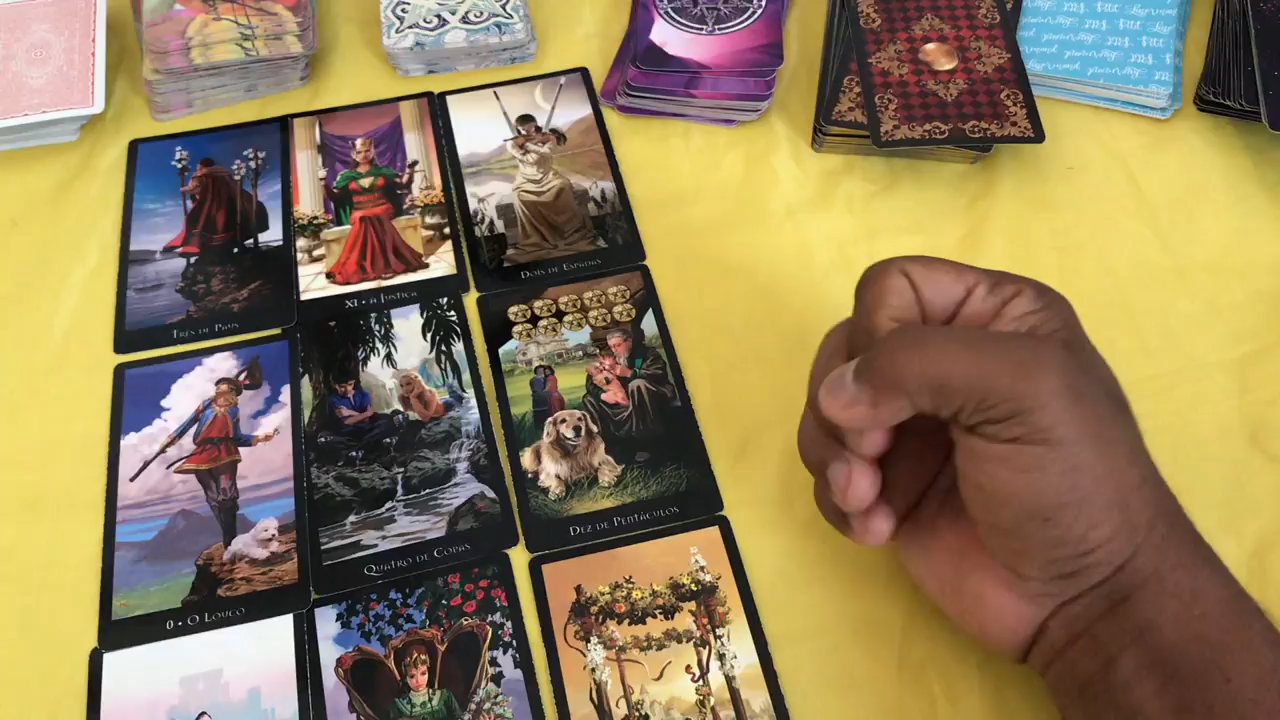 TRÊS DE PAUS
XI • A JUSTIÇA
DOIS DE ESPADAS
0 • O LOUCO
QUATRO DE COPAS
DEZ DE PENTÁCULOS